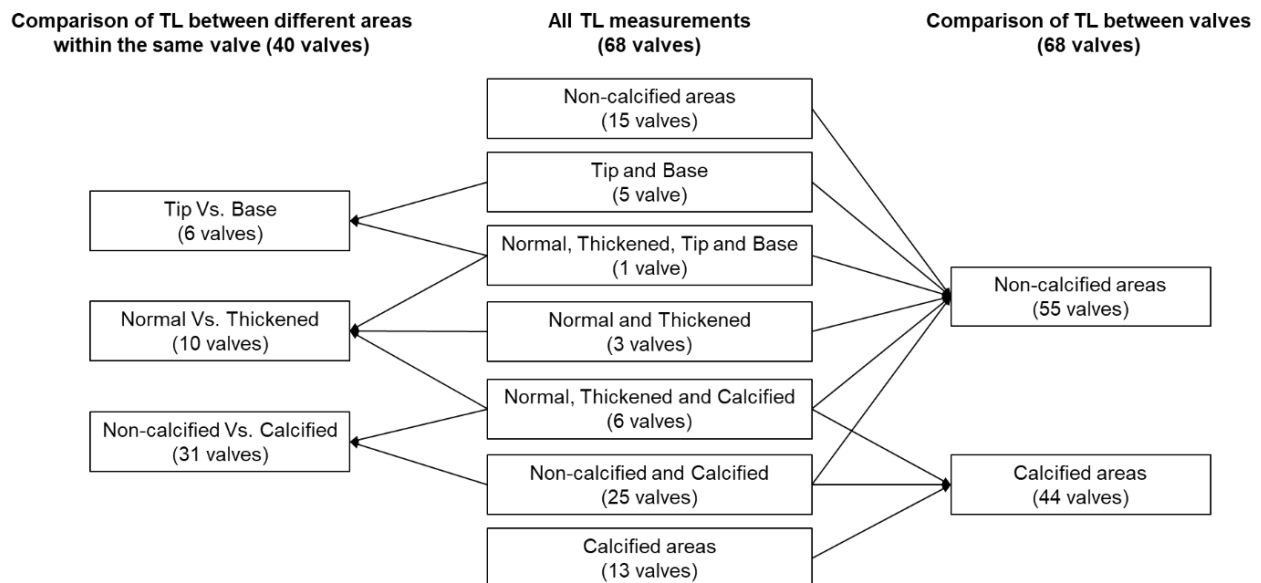 Comparison of TL between different areas
within the same valve (40 valves)
All TL measurements
(68 valves)
Comparison of TL between valves
(68 valves)
Tip Vs. Base
(6 valves)
Normal Vs. Thickened
(10 valves)
Non-calcified Vs. Calcified
(31 valves)
Non-calcified areas
(15 valves)
Tip and Base
(5 valve)
Normal, Thickened, Tip and Base
(1 valve)
Normal and Thickened
(3 valves)
Normal, Thickened and Calcified
(6 valves)
Non-calcified and Calcified
(25 valves)
Calcified areas
(13 valves)
Non-calcified areas
(55 valves)
Calcified areas
(44 valves)